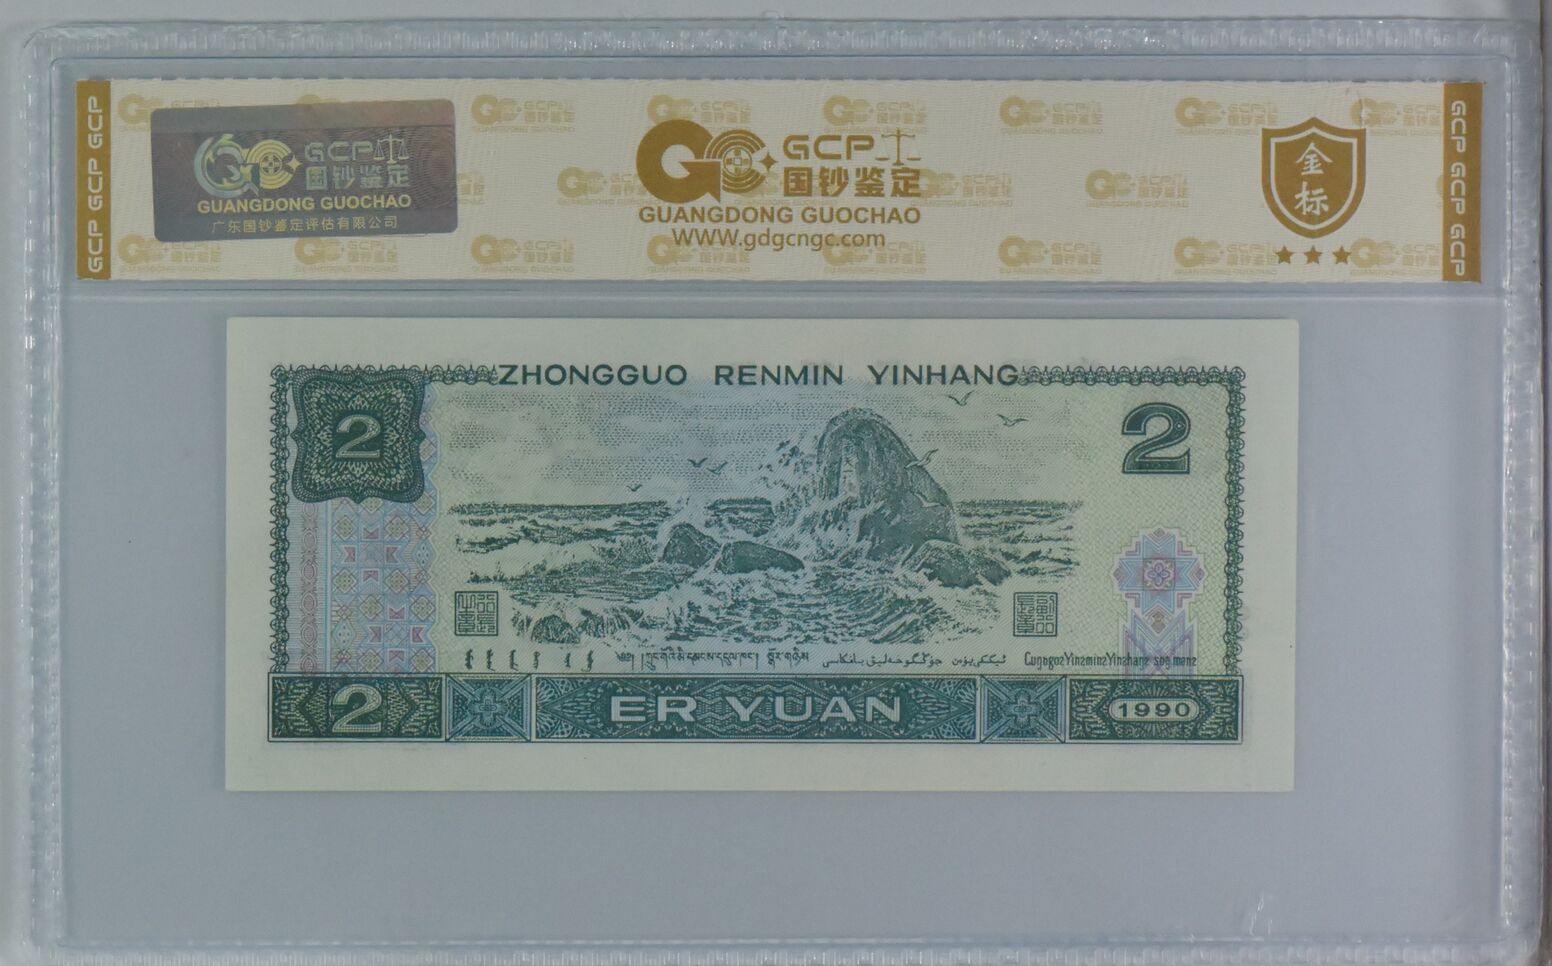 GCP GCP GCP
GCP
国钞鉴定
GUANGDONG GUOCHAO
广东国钞鉴定评估有限公司
GCP
国钞鉴定
GUANGDONG GUOCHAO
WWW.gdgcngc.com
金
标
GCP GCP GCP
ZHONGGUO RENMIN YINHANG
2
2
2
ER YUAN
1990